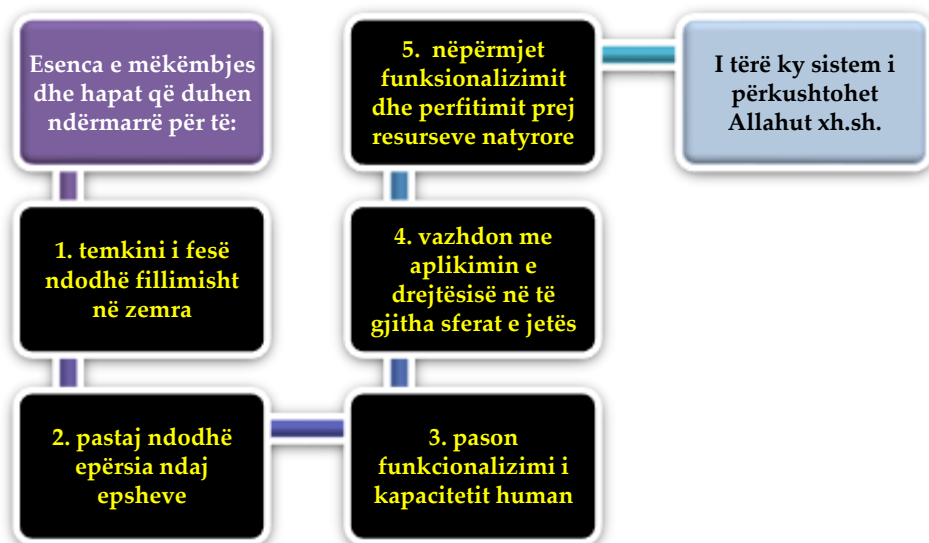 Esenca e mëkëmbjes
dhe hapat që duhen
ndërmarrë për të:
1. temkini i fesë
ndodhë fillimisht
në zemra
2. pastaj ndodhë
epërsia ndaj
epsheve
3. pason
funkcionalizimi i
kapacitetit human
4. vazhdon me
aplikimin e
drejtësisë në të
gjitha sferat e jetës
5. nëpërmjet
funksionalizimit
dhe perfitimit prej
resurseve natyrore
I tërë ky sistem i
përkushtohet
Allahut xh.sh.